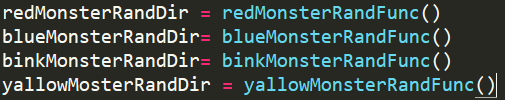 redMonsterRandDir = redMonsterRandFunc()
blueMonsterRandDir= blueMonsterRandFunc()
binkMonsterRandDir= binkMonsterRandFunc()
yallowMosterRandDir = yallowMonsterRandFunc()